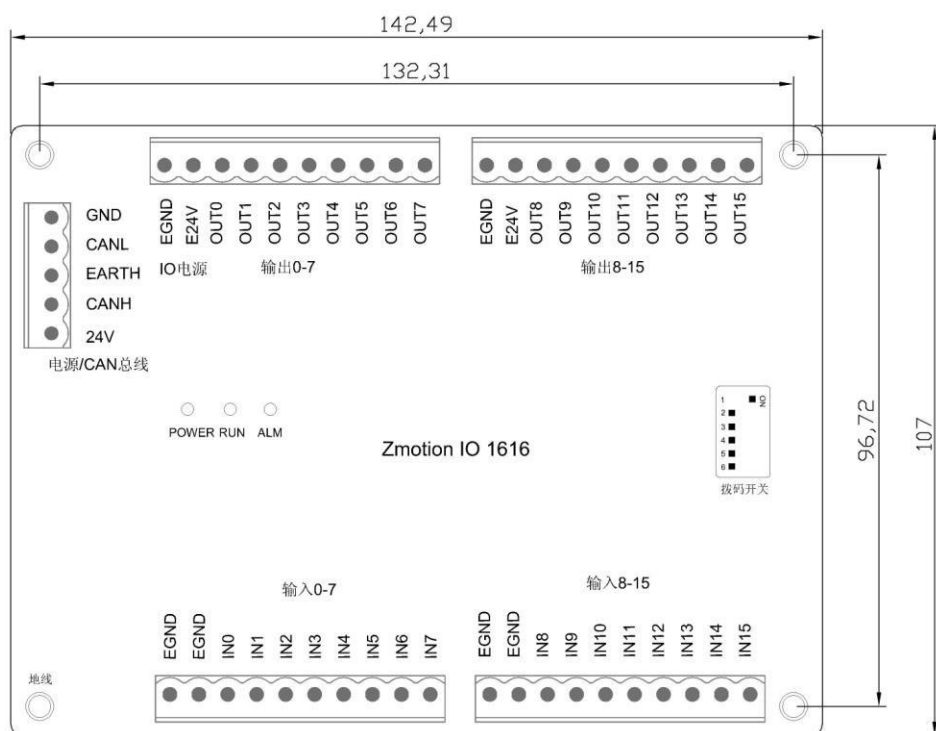 142,49
132,31
EGND E24V OUT0 OUT1 OUT2 OUT3 OUT4 OUT5 OUT6 OUT7
EGND E24V OUT8 OUT9 OUT10 OUT11 OUT12 OUT13 OUT14 OUT15
IO电源
输出0-7
输出8-15
GND
CANL
EARTH
CANH
24V
电源/CAN总线
POWER RUN ALM
Zmotion IO 1616
1 ON
2
3
4
5
6
拨码开关
96,72
107
输入0-7
输入8-15
EGND EGND IN0 IN1 IN2 IN3 IN4 IN5 IN6 IN7
EGND EGND IN8 IN9 IN10 IN11 IN12 IN13 IN14 IN15
地线